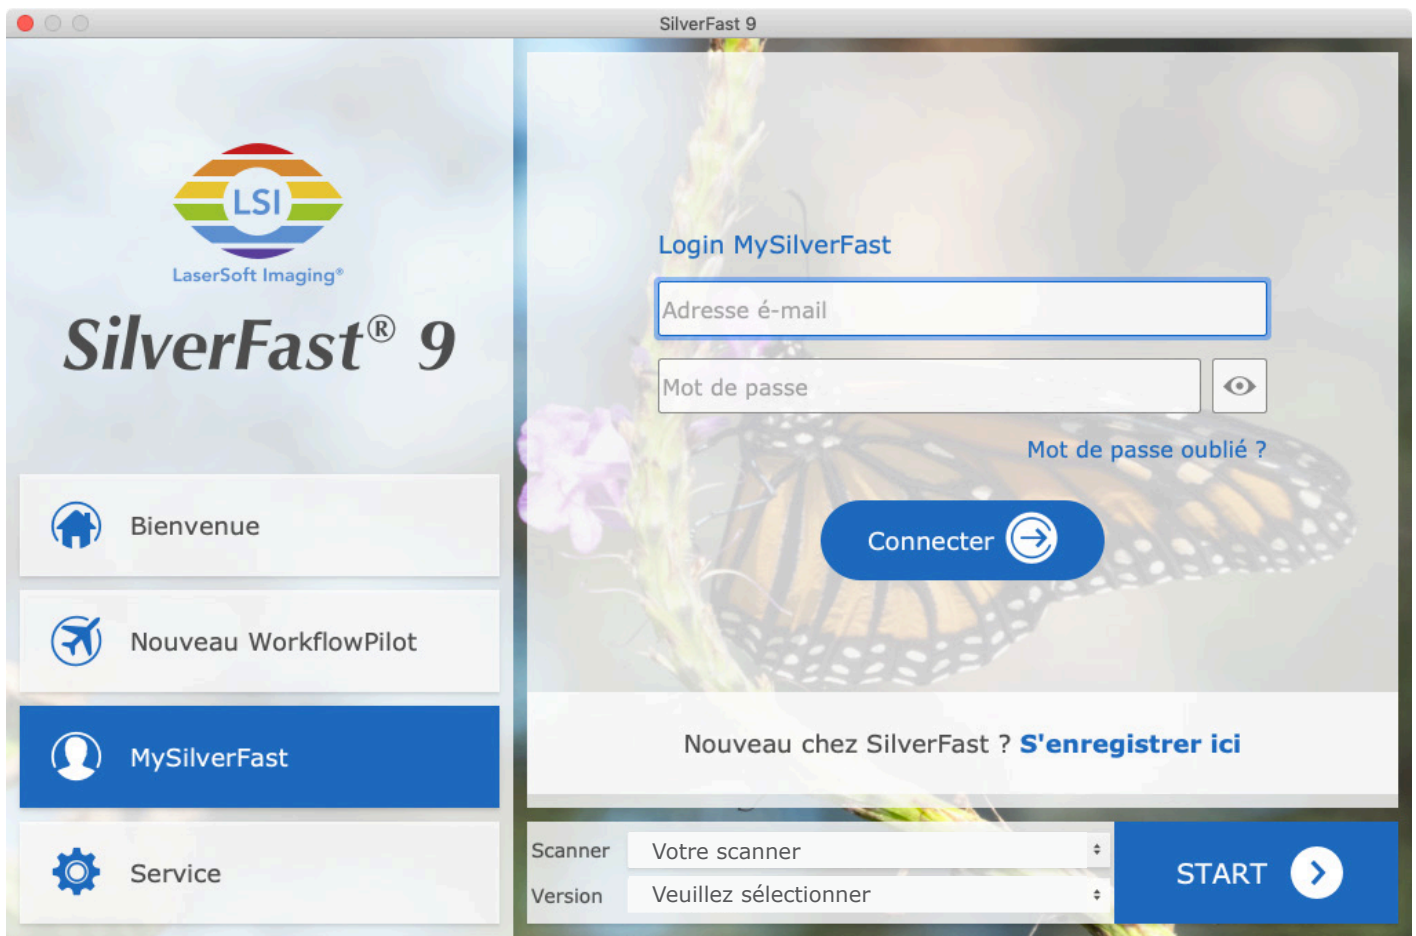 SilverFast 9
LSI
LaserSoft Imaging®
SilverFast® 9
Bienvenue
Nouveau WorkflowPilot
MySilverFast
Service
Login MySilverFast
Adresse é-mail
Mot de passe
Mot de passe oublié ?
Connecter
Nouveau chez SilverFast ? S'enregistrer ici
Scanner Votre scanner
Version Veuillez sélectionner
START